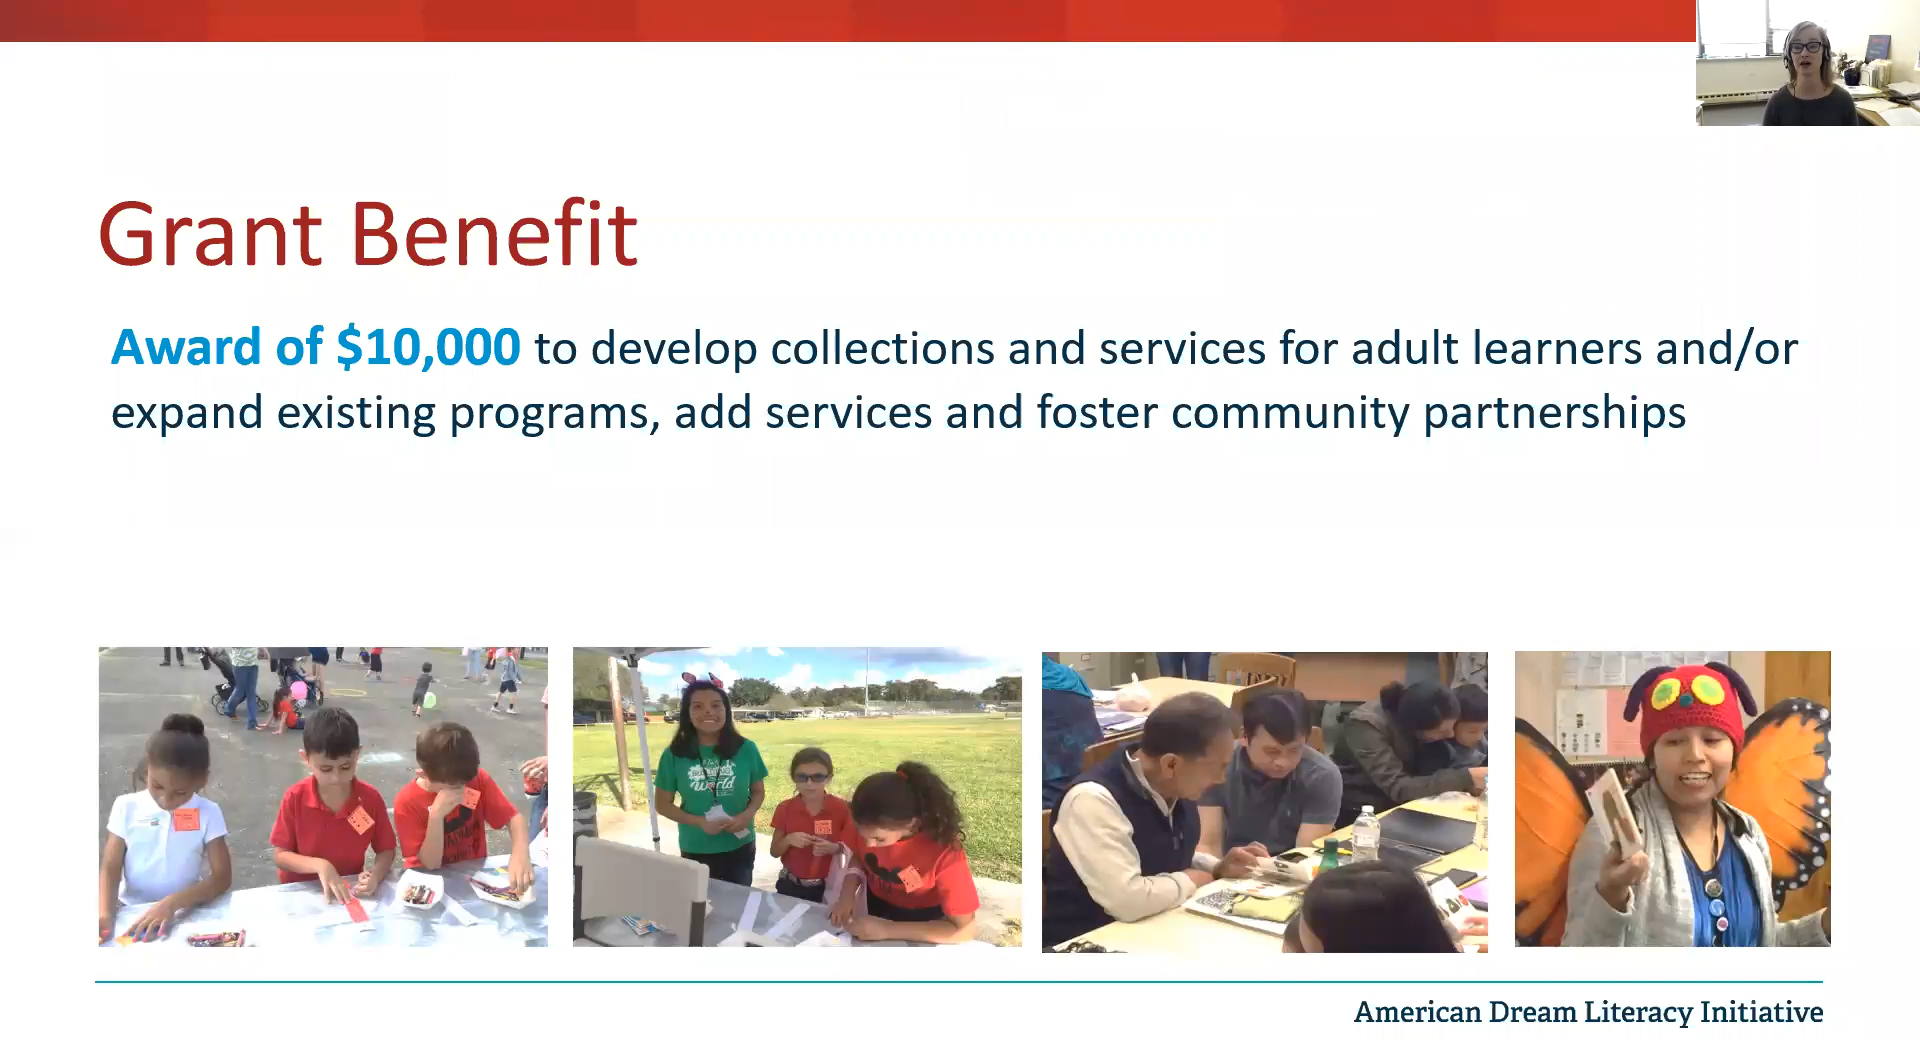 Grant Benefit
Award of $10,000 to develop collections and services for adult learners and/or
expand existing programs, add services and foster community partnerships
World
American Dream Literacy Initiative